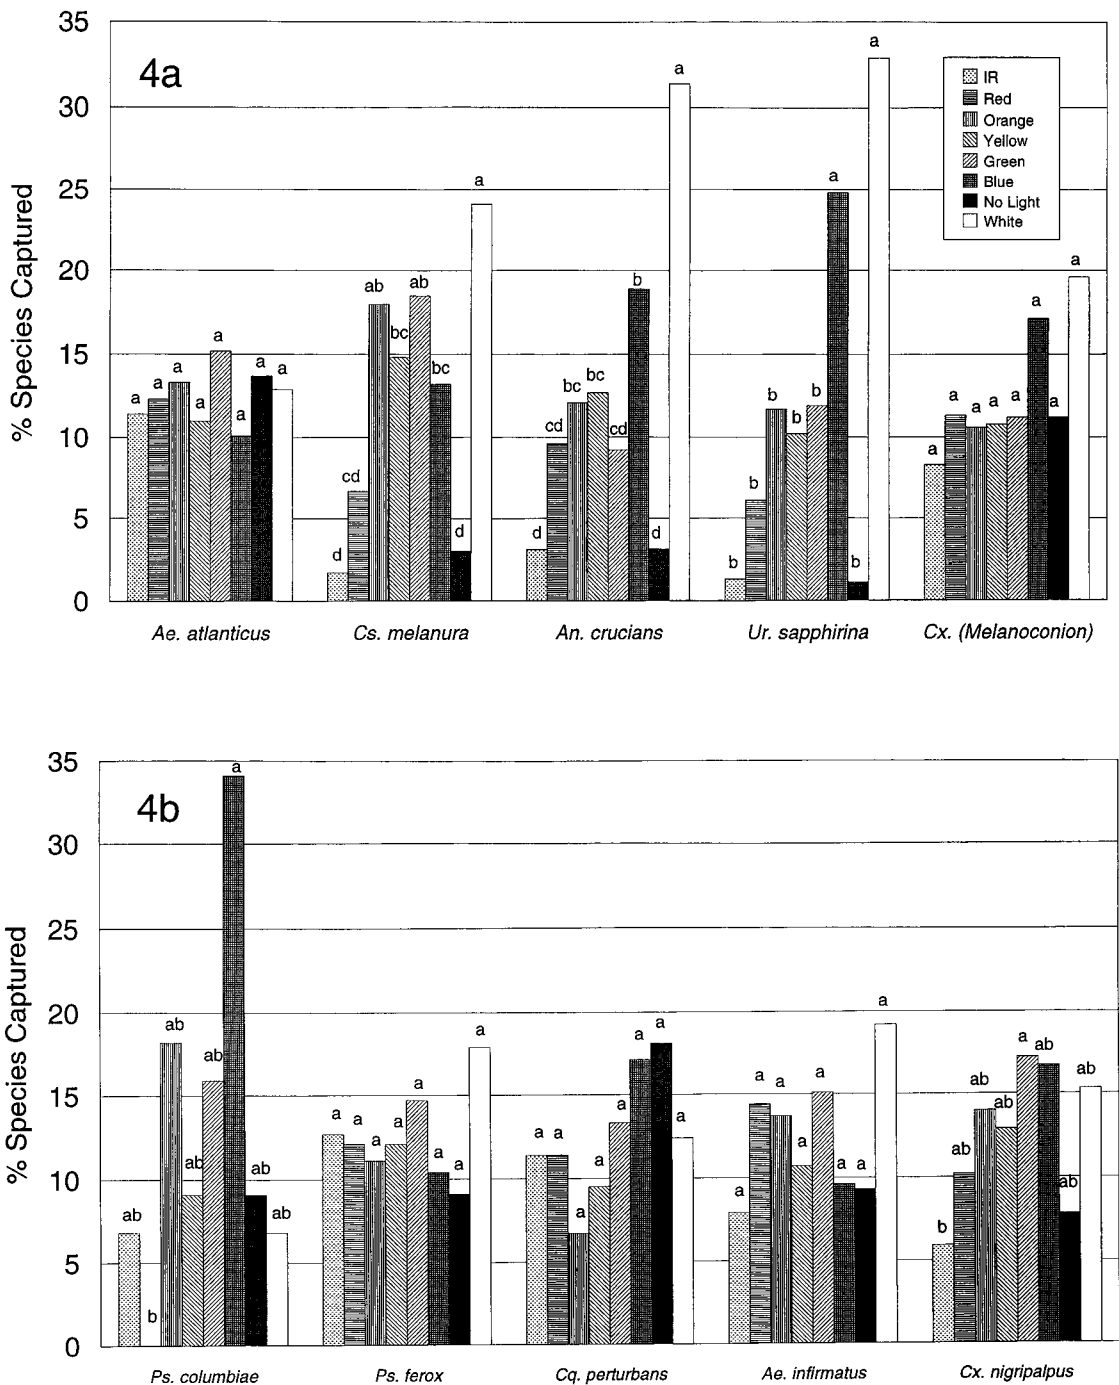 4a
% Species Captured
35
30
25
20
15
10
5
0
IR
Red
Orange
Yellow
Green
Blue
No Light
White
a a a a a a a a
d cd ab bc ab bc d a
d cd bc bc cd b d a
b b b b b a b a
a a a a a a a a
Ae. atlanticus Cs. melanura An. crucians Ur. sapphirina Cx. (Melanoconion)
4b
% Species Captured
35
30
25
20
15
10
5
0
ab b ab ab ab a ab ab
a a a a a a a a
a a a a a a a a
a a a a a a a a
b ab ab ab a ab ab ab
Ps. columbiae Ps. ferox Cq. perturbans Ae. infirmatus Cx. nigripalpus